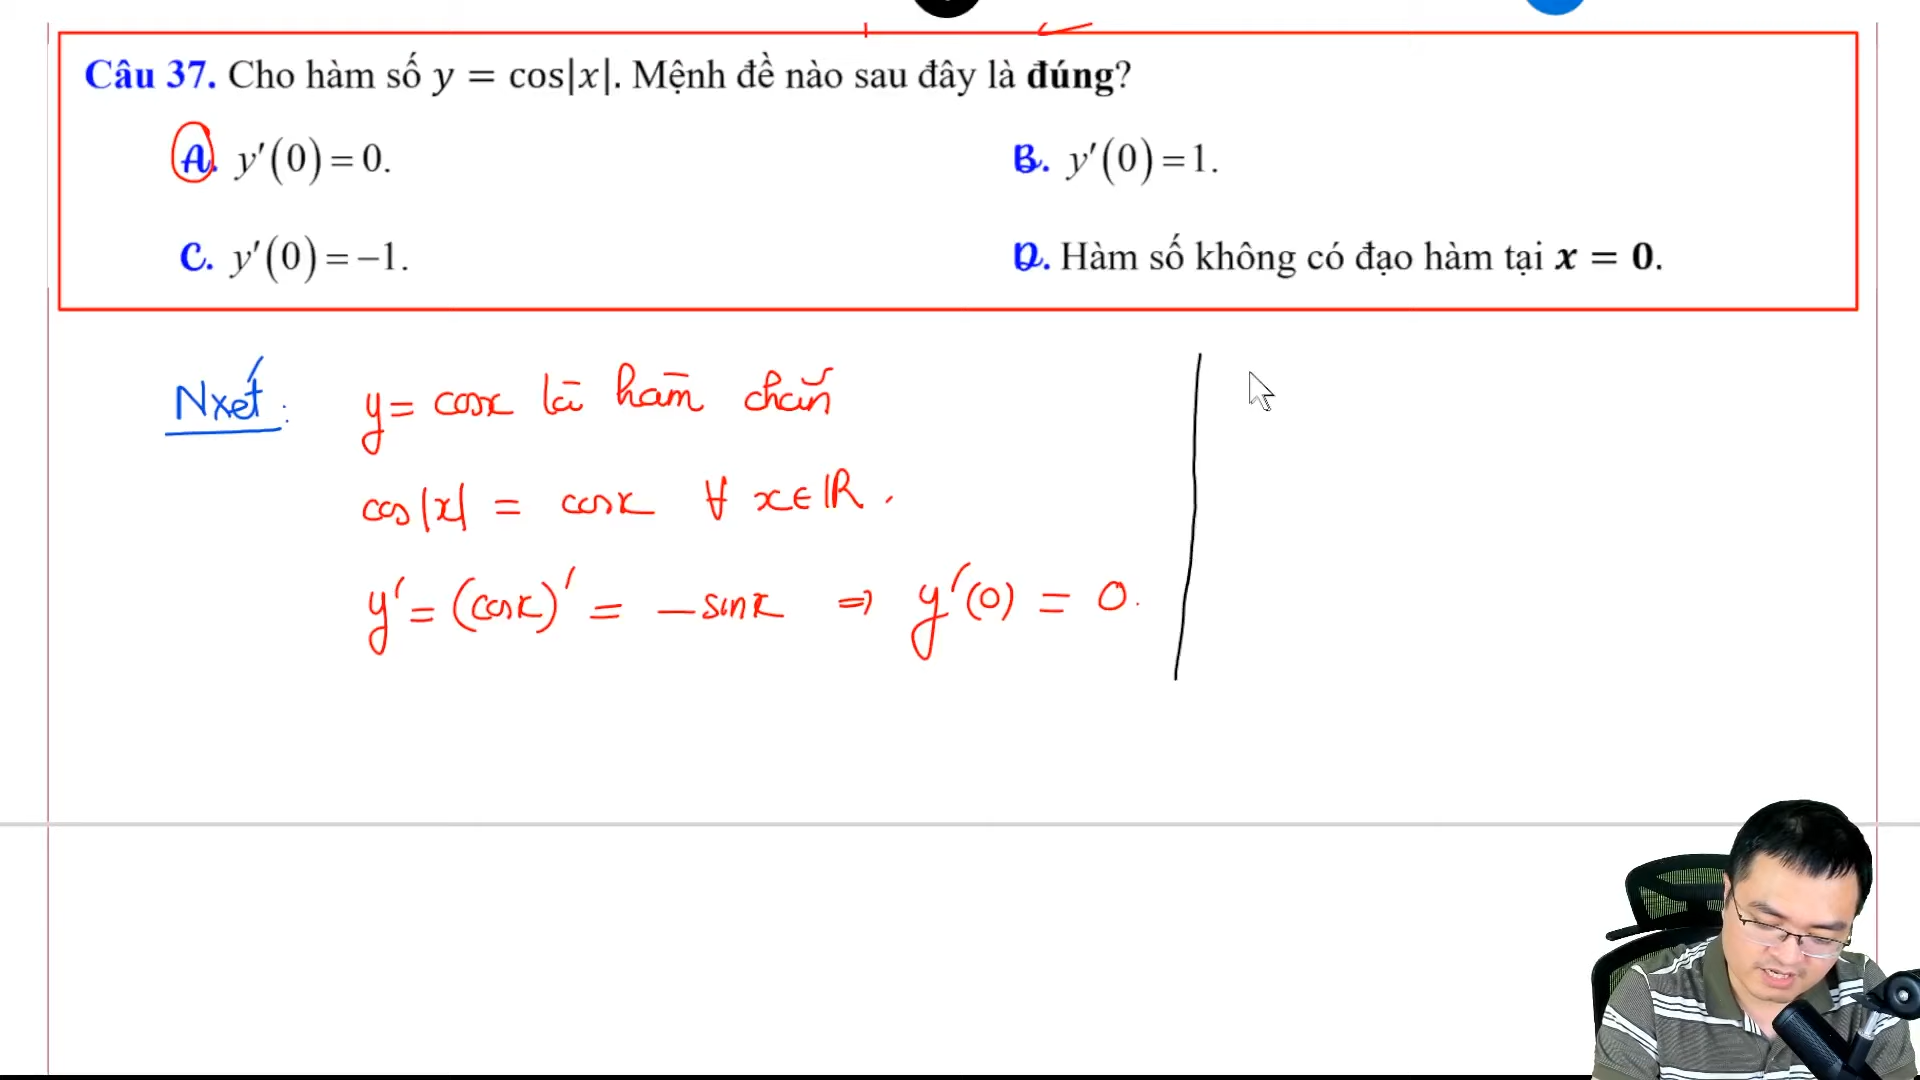 Câu 37. Cho hàm số y = cos|x|. Mệnh đề nào sau đây là đúng?
A. y′(0) = 0. B. y′(0) = 1.
C. y′(0) = −1. D. Hàm số không có đạo hàm tại x = 0.
Nxét: y = cosx là hàm chẵn
cos|x| = cosx ∀ x∈ℝ.
y′ = (cosx)′ = −sinx ⇒ y′(0) = 0.